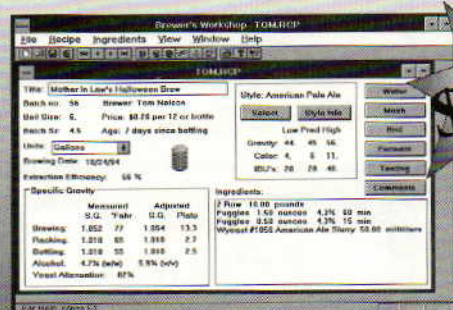 Brewer's Workshop - TOM.RCP
File Recipe Ingredients View Window Help
TOM.RCP
Title: Mother In Law's Halloween Brew
Batch no: 56 Brewer: Tom Nelson
Boil Size: 6. Price: $0.26 per 12 oz bottle
Batch Sz: 4.5 Age: 7 days since bottling
Units: Gallons
Brewing Date: 10/24/94
Extraction Efficiency: 66 %
Style: American Pale Ale
Select Style Info
Low Pred High
Gravity: 44. 45 56.
Color: 4. 6 11.
IBU's: 20 28 40.
Water
Mash
Hop
Ferment
Tasting
Comments
Specific Gravity
Measured Adjusted
S.G. °Fahr S.G. Plato
Brewing: 1.052 77 1.054 13.3
Racking: 1.010 65 1.010 2.7
Bottling: 1.010 55 1.010 2.5
Alcohol: 4.7% (w/w) 5.9% (v/v)
Yeast Attenuation: 82%
Ingredients:
2 Row 10.00 pounds
Fuggles 1.50 ounces 4.3% 60 min
Fuggles 0.50 ounces 4.3% 15 min
Wyeast #1056 American Ale Slurry 50.00 milliliters